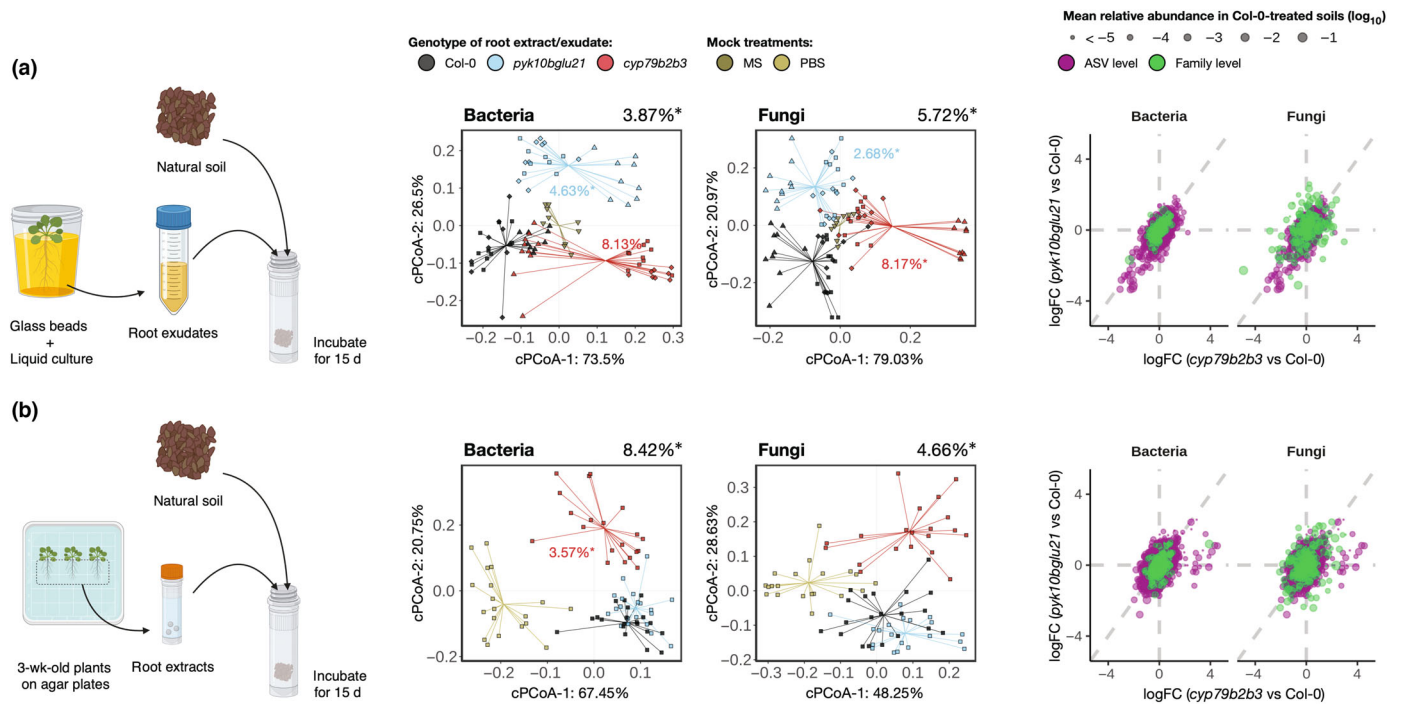 Mean relative abundance in Col-0-treated soils (log10)
< −5 −4 −3 −2 −1
ASV level Family level
Genotype of root extract/exudate:
Col-0 pyk10bglu21 cyp79b2b3
Mock treatments:
MS PBS
(a)
Natural soil
Glass beads
+
Liquid culture
Root exudates
Incubate
for 15 d
Bacteria 3.87%*
cPCoA-2: 26.5%
0.2
0.1
0.0
−0.1
−0.2
4.63%*
8.13%*
−0.2 −0.1 0.0 0.1 0.2 0.3
cPCoA-1: 73.5%
Fungi 5.72%*
cPCoA-2: 20.97%
0.2
0.0
−0.2
2.68%*
8.17%*
−0.2 0.0 0.2
cPCoA-1: 79.03%
Bacteria Fungi
logFC (pyk10bglu21 vs Col-0)
4
0
−4
−4 0 4 −4 0 4
logFC (cyp79b2b3 vs Col-0)
(b)
Natural soil
3-wk-old plants
on agar plates
Root extracts
Incubate
for 15 d
Bacteria 8.42%*
cPCoA-2: 20.75%
0.2
0.0
−0.2
3.57%*
−0.2 0.0 0.1
cPCoA-1: 67.45%
Fungi 4.66%*
cPCoA-2: 28.63%
0.3
0.2
0.1
0.0
−0.1
−0.2
−0.3 −0.2 −0.1 0.0 0.1 0.2
cPCoA-1: 48.25%
Bacteria Fungi
logFC (pyk10bglu21 vs Col-0)
4
0
−4
−4 0 4 −4 0 4
logFC (cyp79b2b3 vs Col-0)